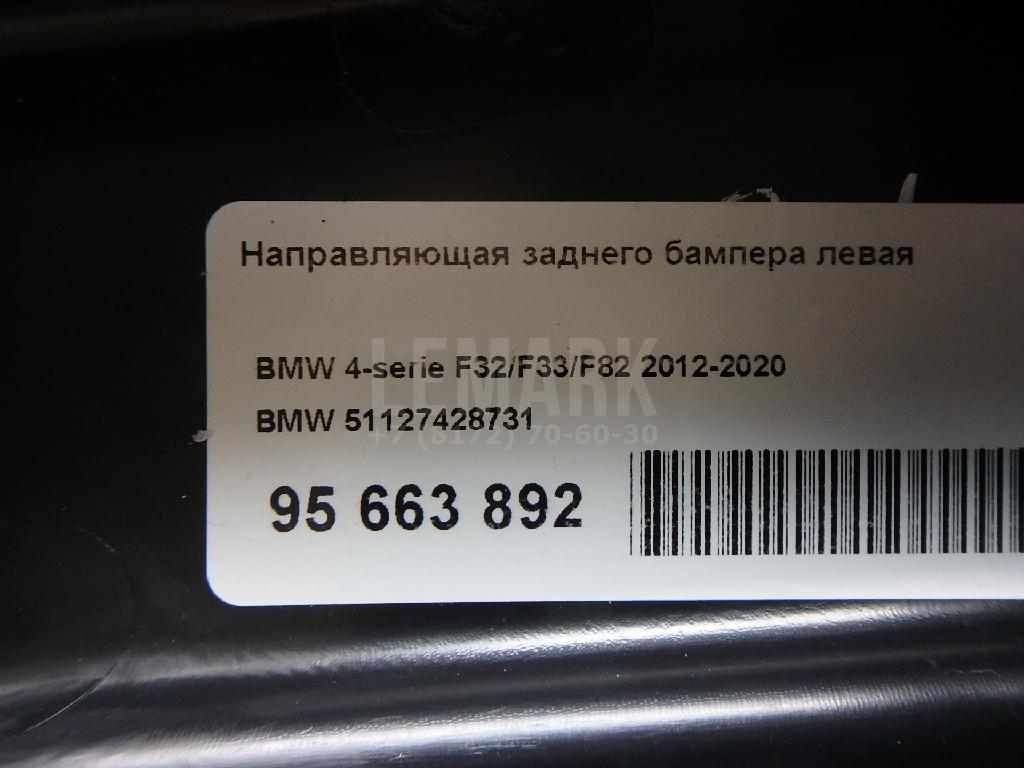 Направляющая заднего бампера левая
BMW 4-serie F32/F33/F82 2012-2020
LEMARK
BMW 51127428731
+7 (8172) 70-60-30
95 663 892